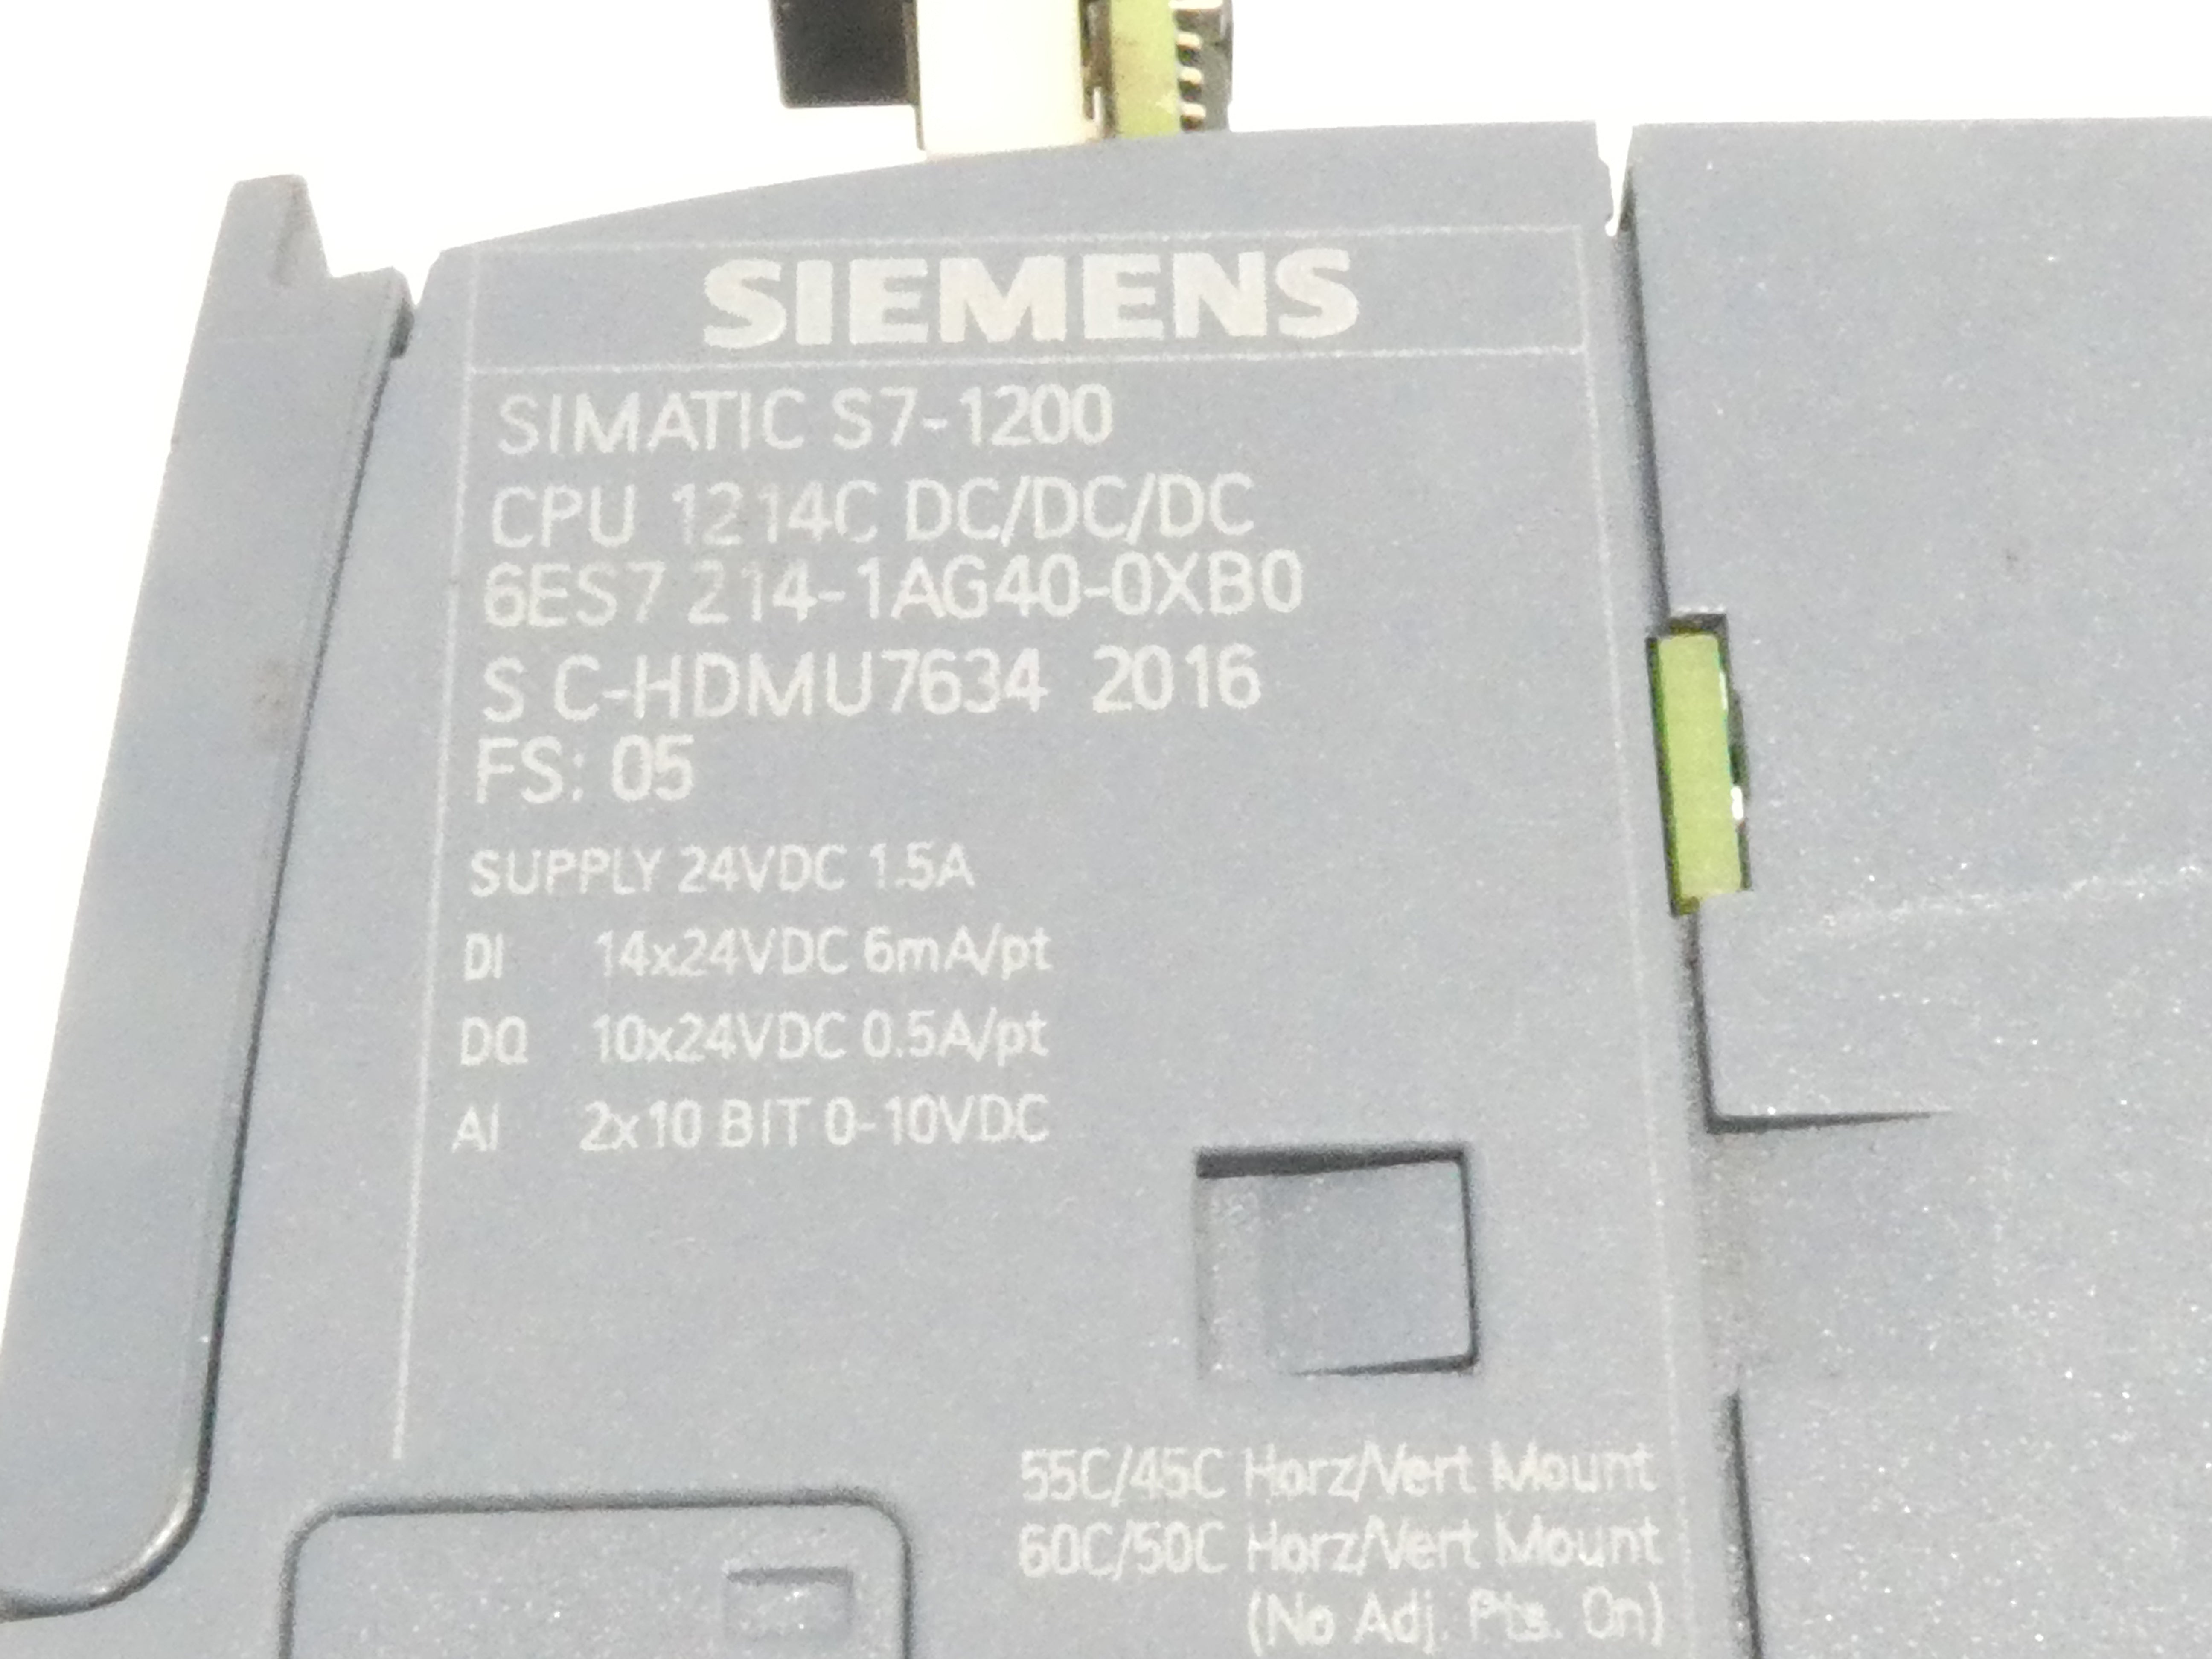 SIEMENS
SIMATIC S7-1200
CPU 1214C DC/DC/DC
6ES7 214-1AG40-0XB0
S C-HDMU7634 2016
FS: 05
SUPPLY 24VDC 1.5A
DI 14x24VDC 6mA/pt
DQ 10x24VDC 0.5A/pt
AI 2x10 BIT 0-10VDC
55C/45C Horz/Vert Mount
60C/50C Horz/Vert Mount
(No Adj. Pts. On)